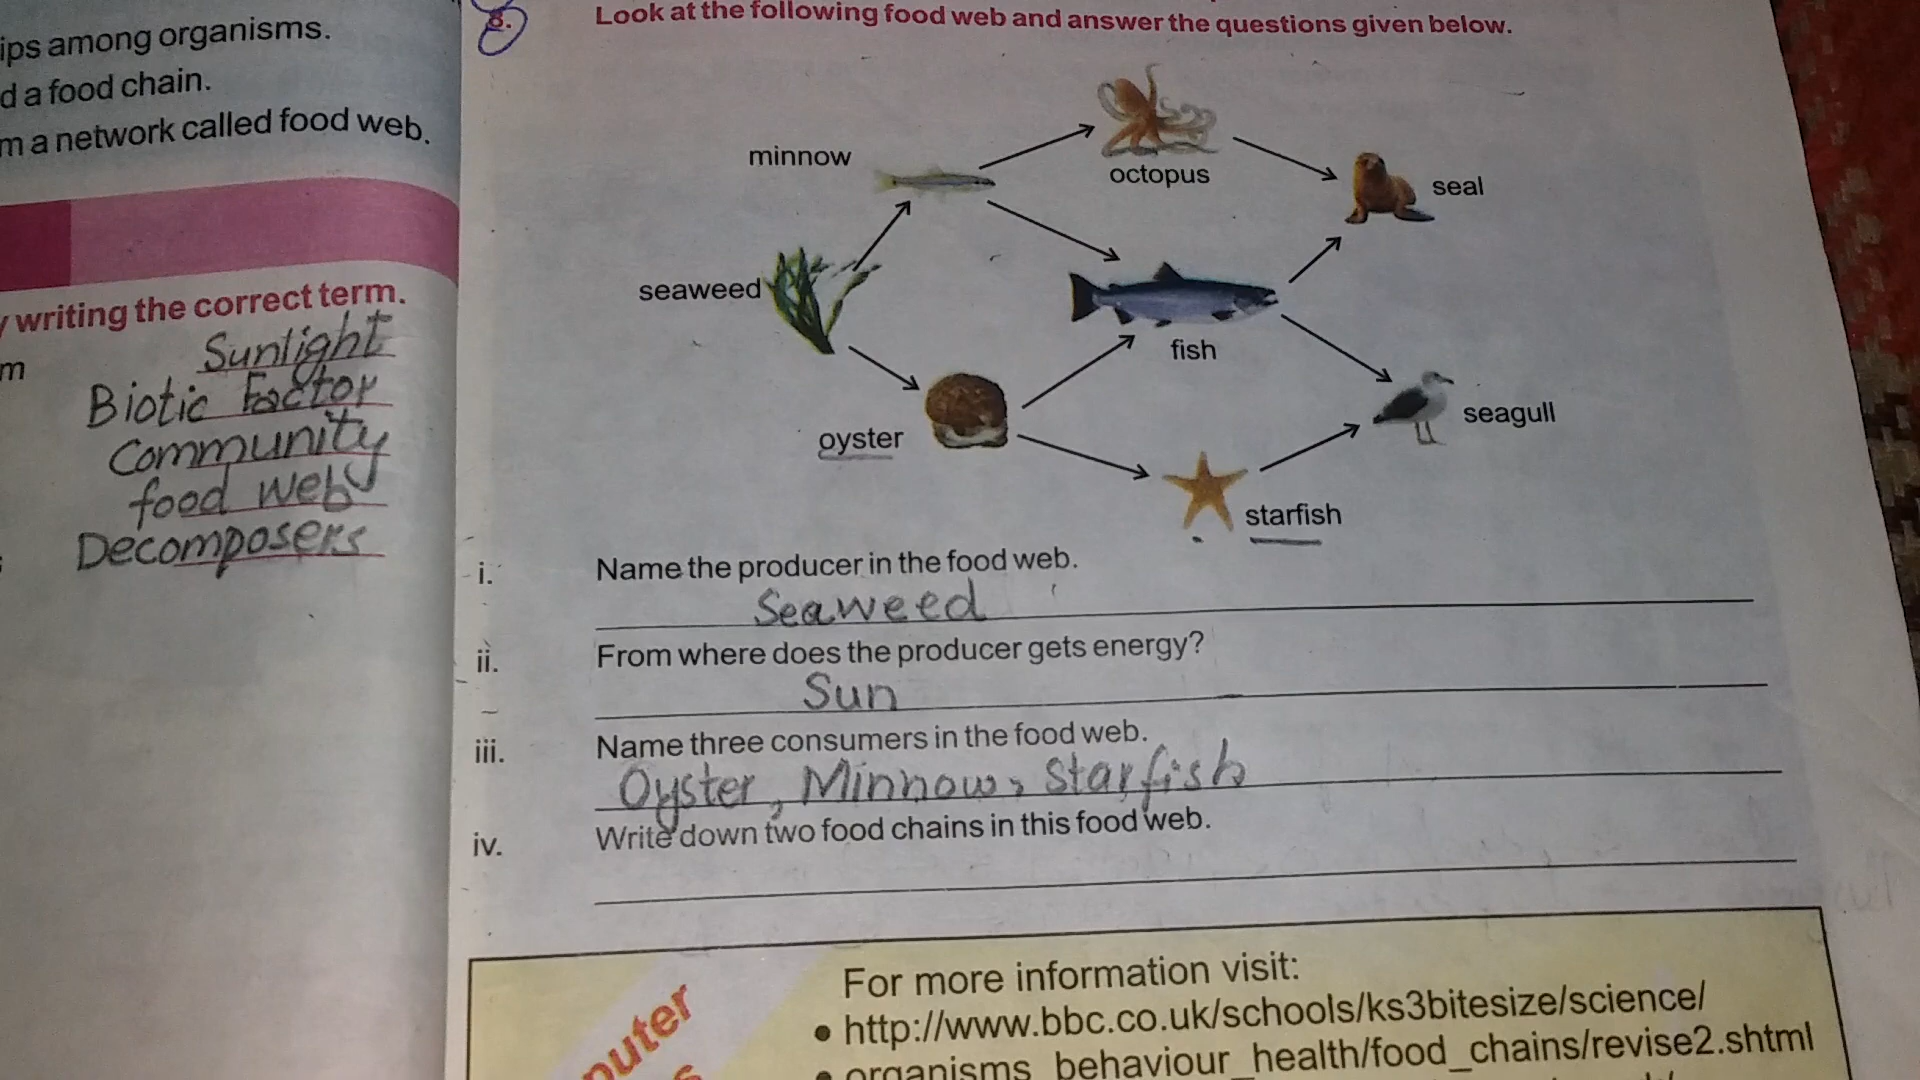 ips among organisms.
d a food chain.
m a network called food web.
writing the correct term.
m
Sunlight
Biotic Factor
Community
food web
Decomposers
8. Look at the following food web and answer the questions given below.
minnow
octopus
seal
seaweed
fish
oyster
seagull
starfish
i. Name the producer in the food web.
Seaweed
ii. From where does the producer gets energy?
Sun
iii. Name three consumers in the food web.
Oyster, Minnow, Starfish
iv. Write down two food chains in this food web.
puter
s
For more information visit:
• http://www.bbc.co.uk/schools/ks3bitesize/science/
• organisms_behaviour_health/food_chains/revise2.shtml